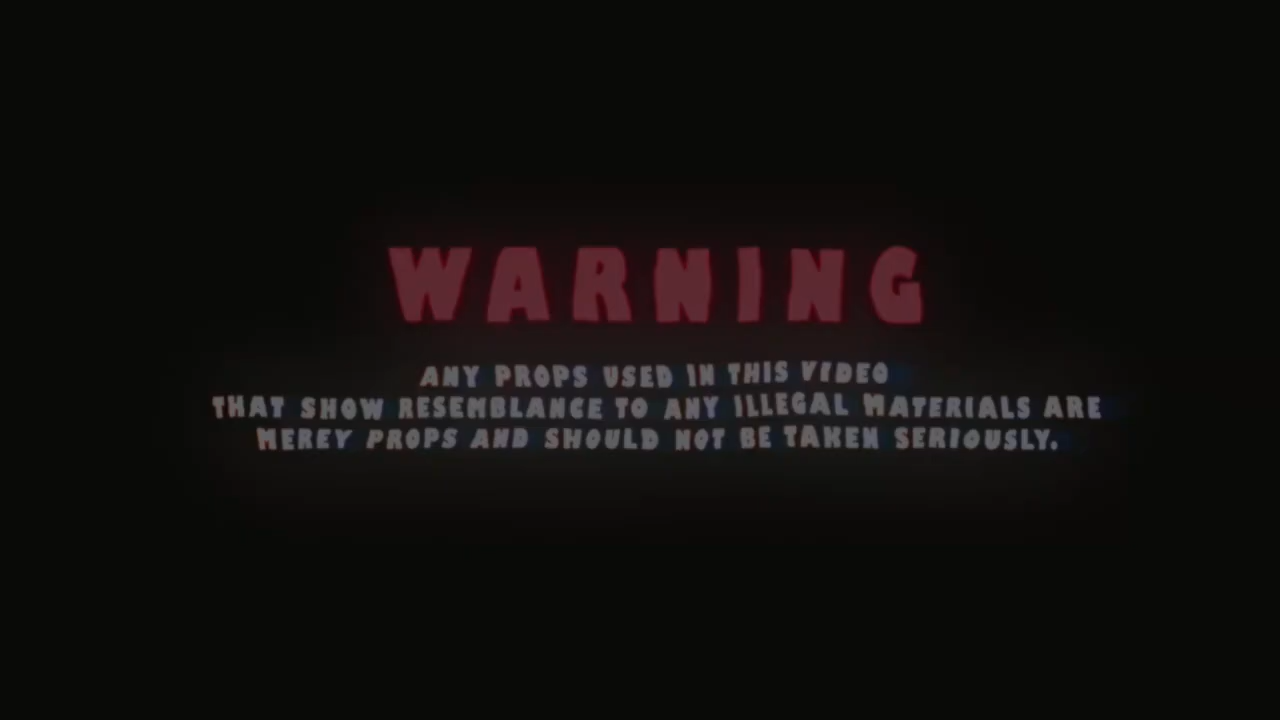 WARNING
ANY PROPS USED IN THIS VIDEO
THAT SHOW RESEMBLANCE TO ANY ILLEGAL MATERIALS ARE
MEREY PROPS AND SHOULD NOT BE TAKEN SERIOUSLY.